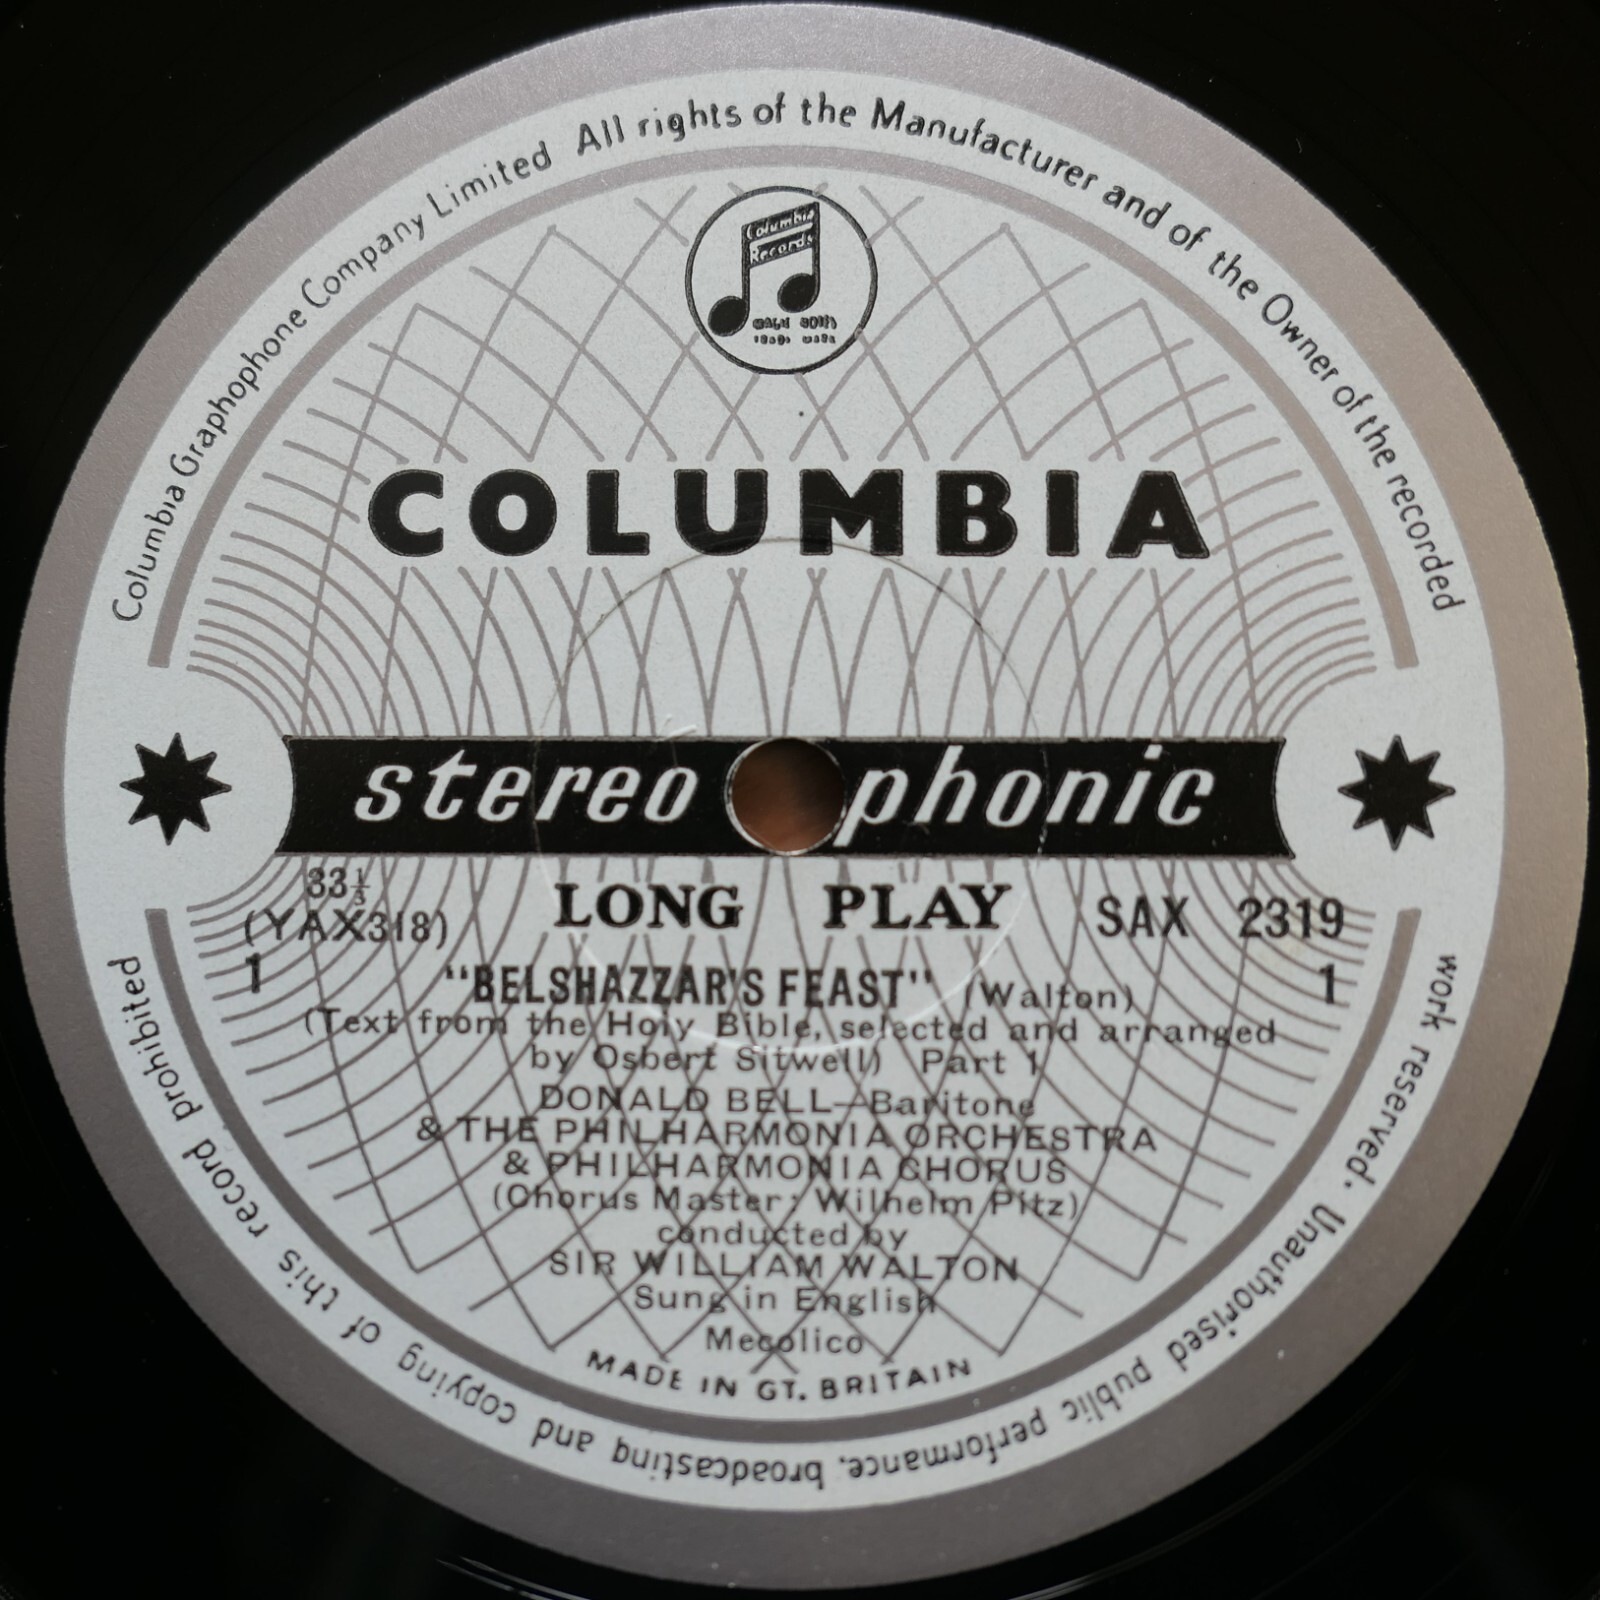 Columbia Graphophone Company Limited All rights of the Manufacturer and of the Owner of the recorded
work reserved. Unauthorised public performance, broadcasting and copying of this record prohibited
Columbia
Records
COLUMBIA
stereo phonic
33⅓
LONG PLAY SAX 2319
(YAX318)
1 1
"BELSHAZZAR'S FEAST" (Walton)
(Text from the Holy Bible, selected and arranged
by Osbert Sitwell) Part 1
DONALD BELL—Baritone
& THE PHILHARMONIA ORCHESTRA
& PHILHARMONIA CHORUS
(Chorus Master: Wilhelm Pitz)
conducted by
SIR WILLIAM WALTON
Sung in English
Mecolico
MADE IN GT. BRITAIN